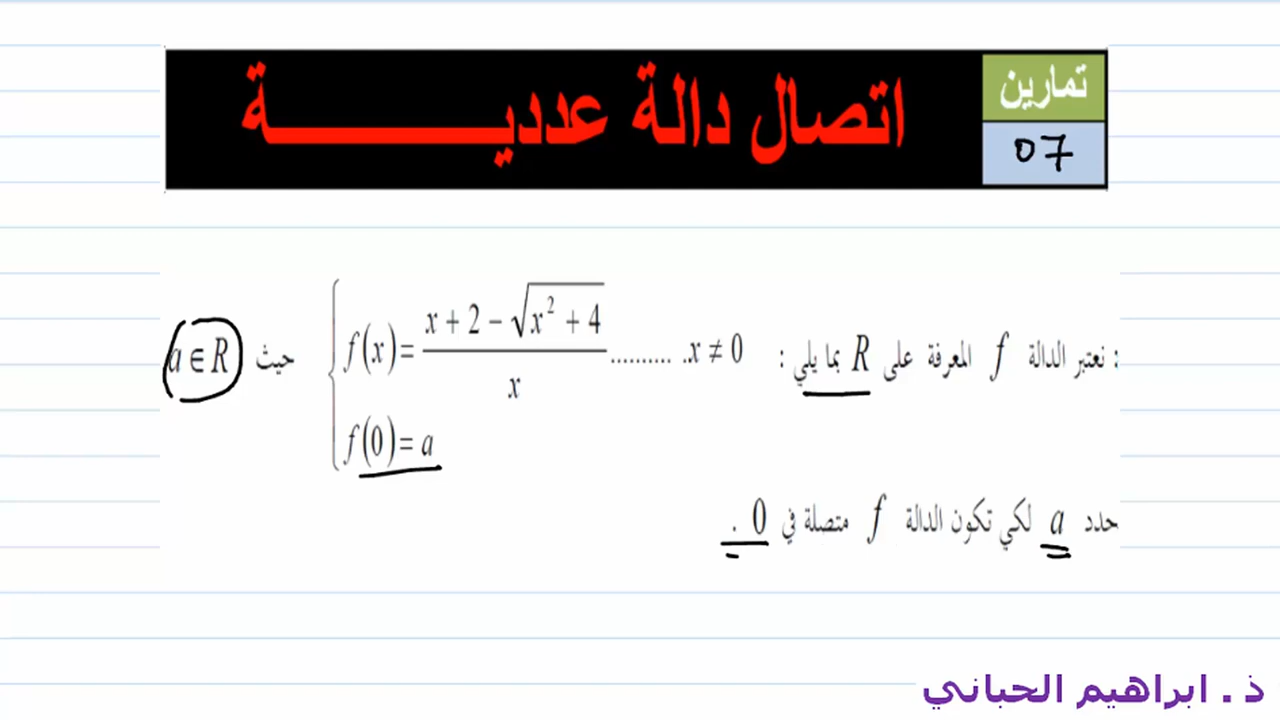 تمارين
07
اتصال دالة عدديـــــــــــــة
: نعتبر الدالة f المعرفة على R بما يلي :
f(x)= (x+2-√(x²+4))/x .......... .x≠0
f(0)=a
حيث a∈R
حدد a لكي تكون الدالة f متصلة في 0 .
ذ . ابراهيم الحباني